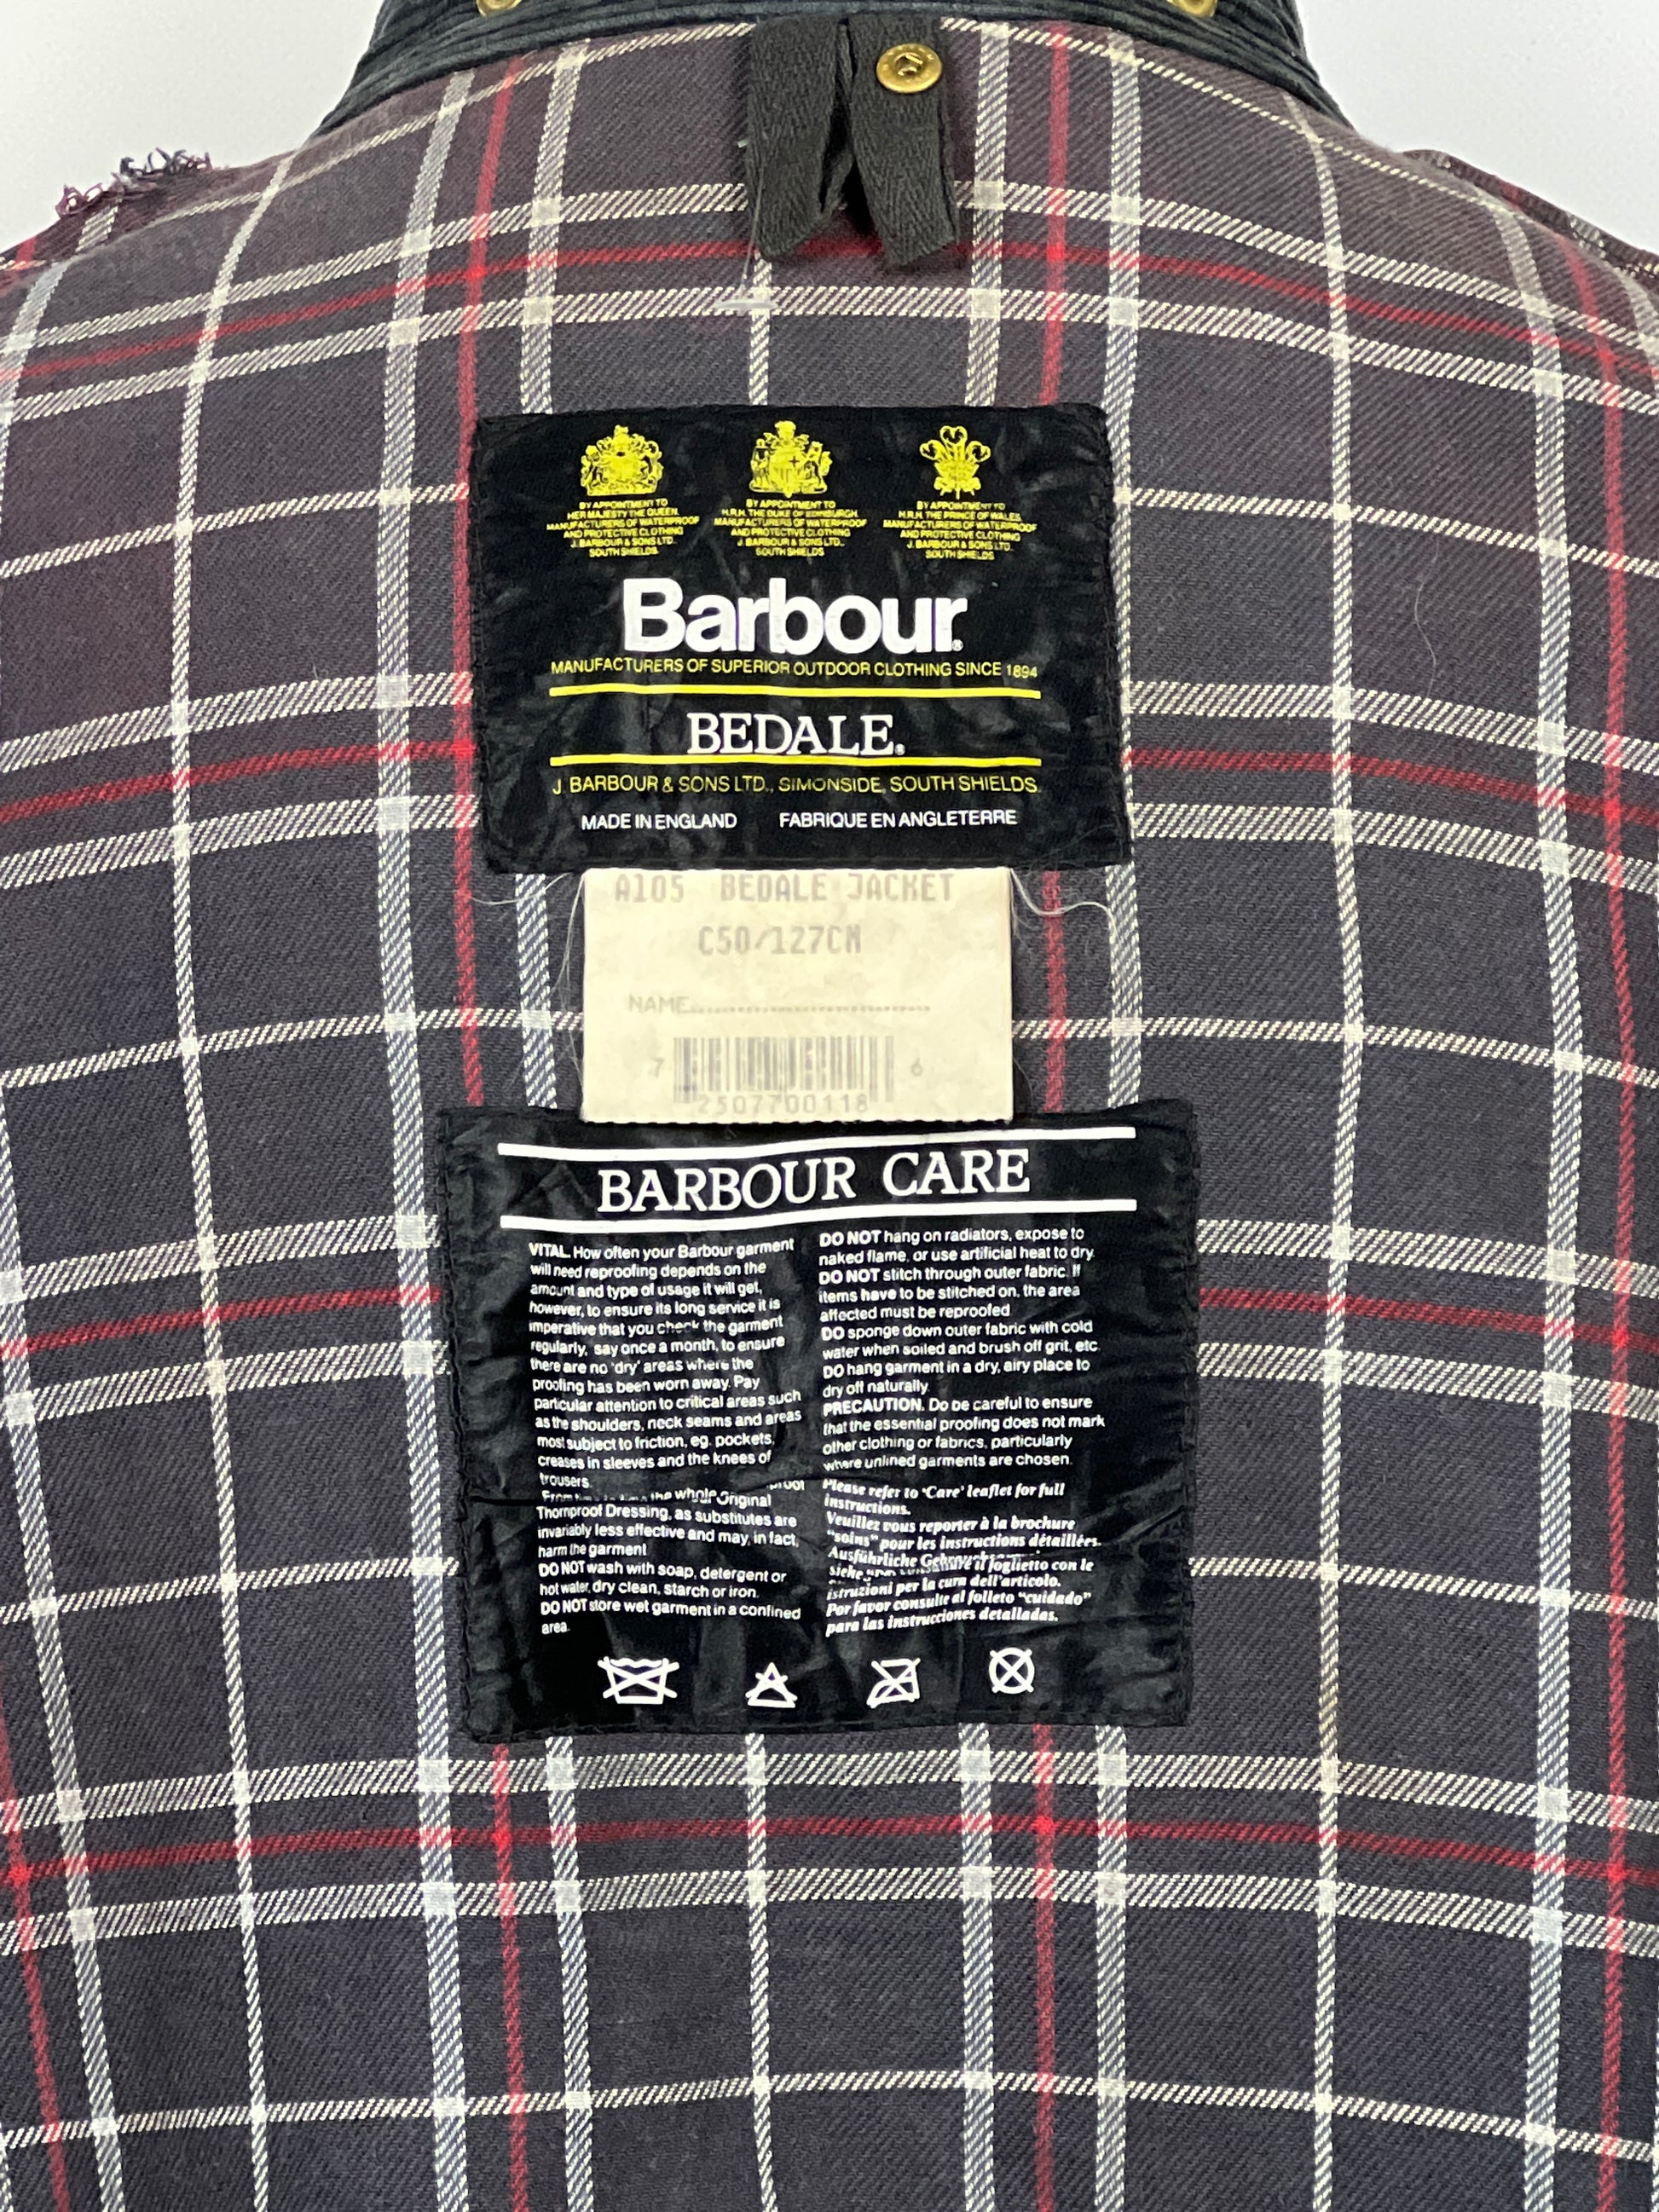 BY APPOINTMENT TO
HER MAJESTY THE QUEEN
MANUFACTURERS OF WATERPROOF
AND PROTECTIVE CLOTHING
J. BARBOUR & SONS LTD.
SOUTH SHIELDS
BY APPOINTMENT TO
H.R.H. THE DUKE OF EDINBURGH
MANUFACTURERS OF WATERPROOF
AND PROTECTIVE CLOTHING
J. BARBOUR & SONS LTD.
SOUTH SHIELDS
BY APPOINTMENT TO
H.R.H. THE PRINCE OF WALES
MANUFACTURERS OF WATERPROOF
AND PROTECTIVE CLOTHING
J. BARBOUR & SONS LTD.
SOUTH SHIELDS
Barbour®
MANUFACTURERS OF SUPERIOR OUTDOOR CLOTHING SINCE 1894
BEDALE®
J. BARBOUR & SONS LTD., SIMONSIDE, SOUTH SHIELDS.
MADE IN ENGLAND FABRIQUE EN ANGLETERRE
A105 BEDALE JACKET
C50/127CM
NAME
7 2507700118 6
BARBOUR CARE
VITAL. How often your Barbour garment
will need reproofing depends on the
amount and type of usage it will get,
however, to ensure its long service it is
imperative that you check the garment
regularly, say once a month, to ensure
there are no 'dry' areas where the
proofing has been worn away. Pay
particular attention to critical areas such
as the shoulders, neck seams and areas
most subject to friction, eg. pockets,
creases in sleeves and the knees of
trousers.
From time to time the whole Original
Thornproof Dressing, as substitutes are
invariably less effective and may, in fact,
harm the garment
DO NOT wash with soap, detergent or
hot water, dry clean, starch or iron.
DO NOT store wet garment in a confined
area.
DO NOT hang on radiators, expose to
naked flame, or use artificial heat to dry.
DO NOT stitch through outer fabric. If
items have to be stitched on, the area
affected must be reproofed
DO sponge down outer fabric with cold
water when soiled and brush off grit, etc.
DO hang garment in a dry, airy place to
dry off naturally.
PRECAUTION. Do be careful to ensure
that the essential proofing does not mark
other clothing or fabrics, particularly
where unlined garments are chosen.
Please refer to 'Care' leaflet for full
instructions.
Veuillez vous reporter à la brochure
"soins" pour les instructions détaillées.
Ausführliche
siehe il foglietto con le
istruzioni per la cura dell'articolo.
Por favor consulte al folleto "cuidado"
para las instrucciones detalladas.